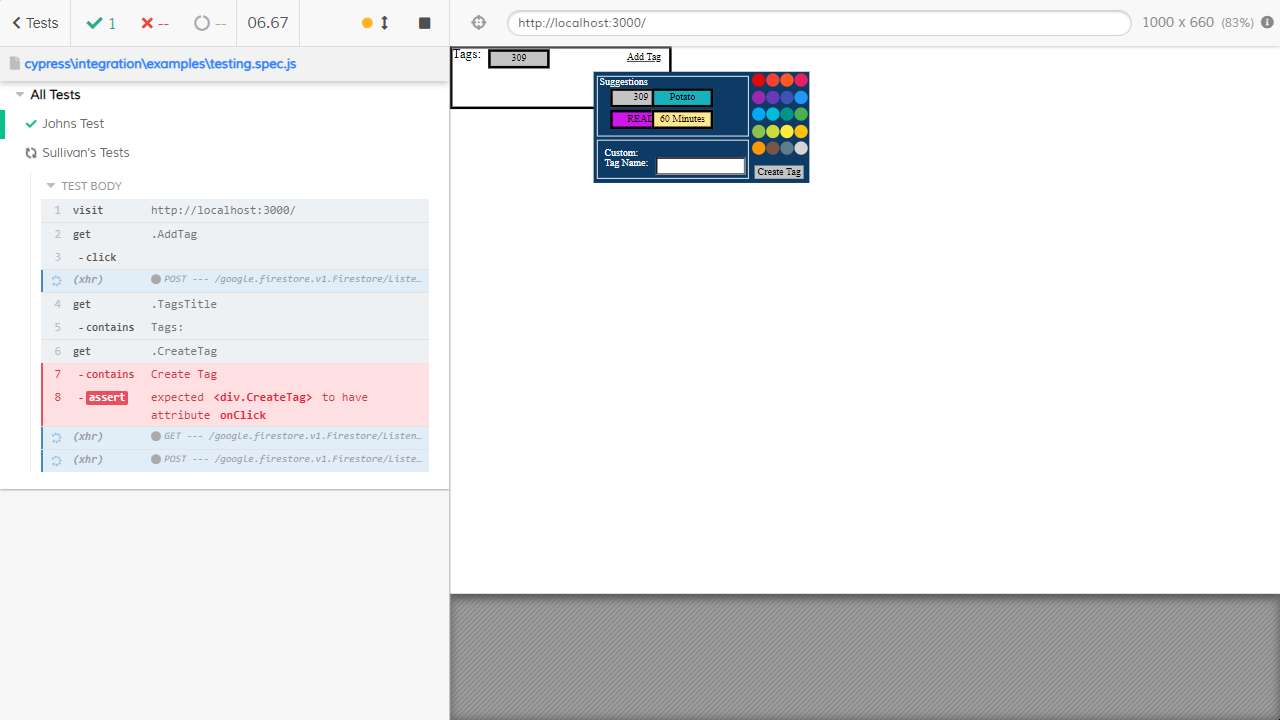 Tests
1
--
--
06.67
http://localhost:3000/
1000 x 660 (83%)
cypress\integration\examples\testing.spec.js
All Tests
Johns Test
Sullivan's Tests
TEST BODY
1 visit http://localhost:3000/
2 get .AddTag
3 - click
(xhr) POST --- /google.firestore.v1.Firestore/Liste…
4 get .TagsTitle
5 - contains Tags:
6 get .CreateTag
7 - contains Create Tag
8 - assert expected <div.CreateTag> to have
attribute onClick
(xhr) GET --- /google.firestore.v1.Firestore/Listen…
(xhr) POST --- /google.firestore.v1.Firestore/Liste…
Tags: 309 Add Tag
Suggestions
309 Potato
READ 60 Minutes
Custom:
Tag Name:
Create Tag